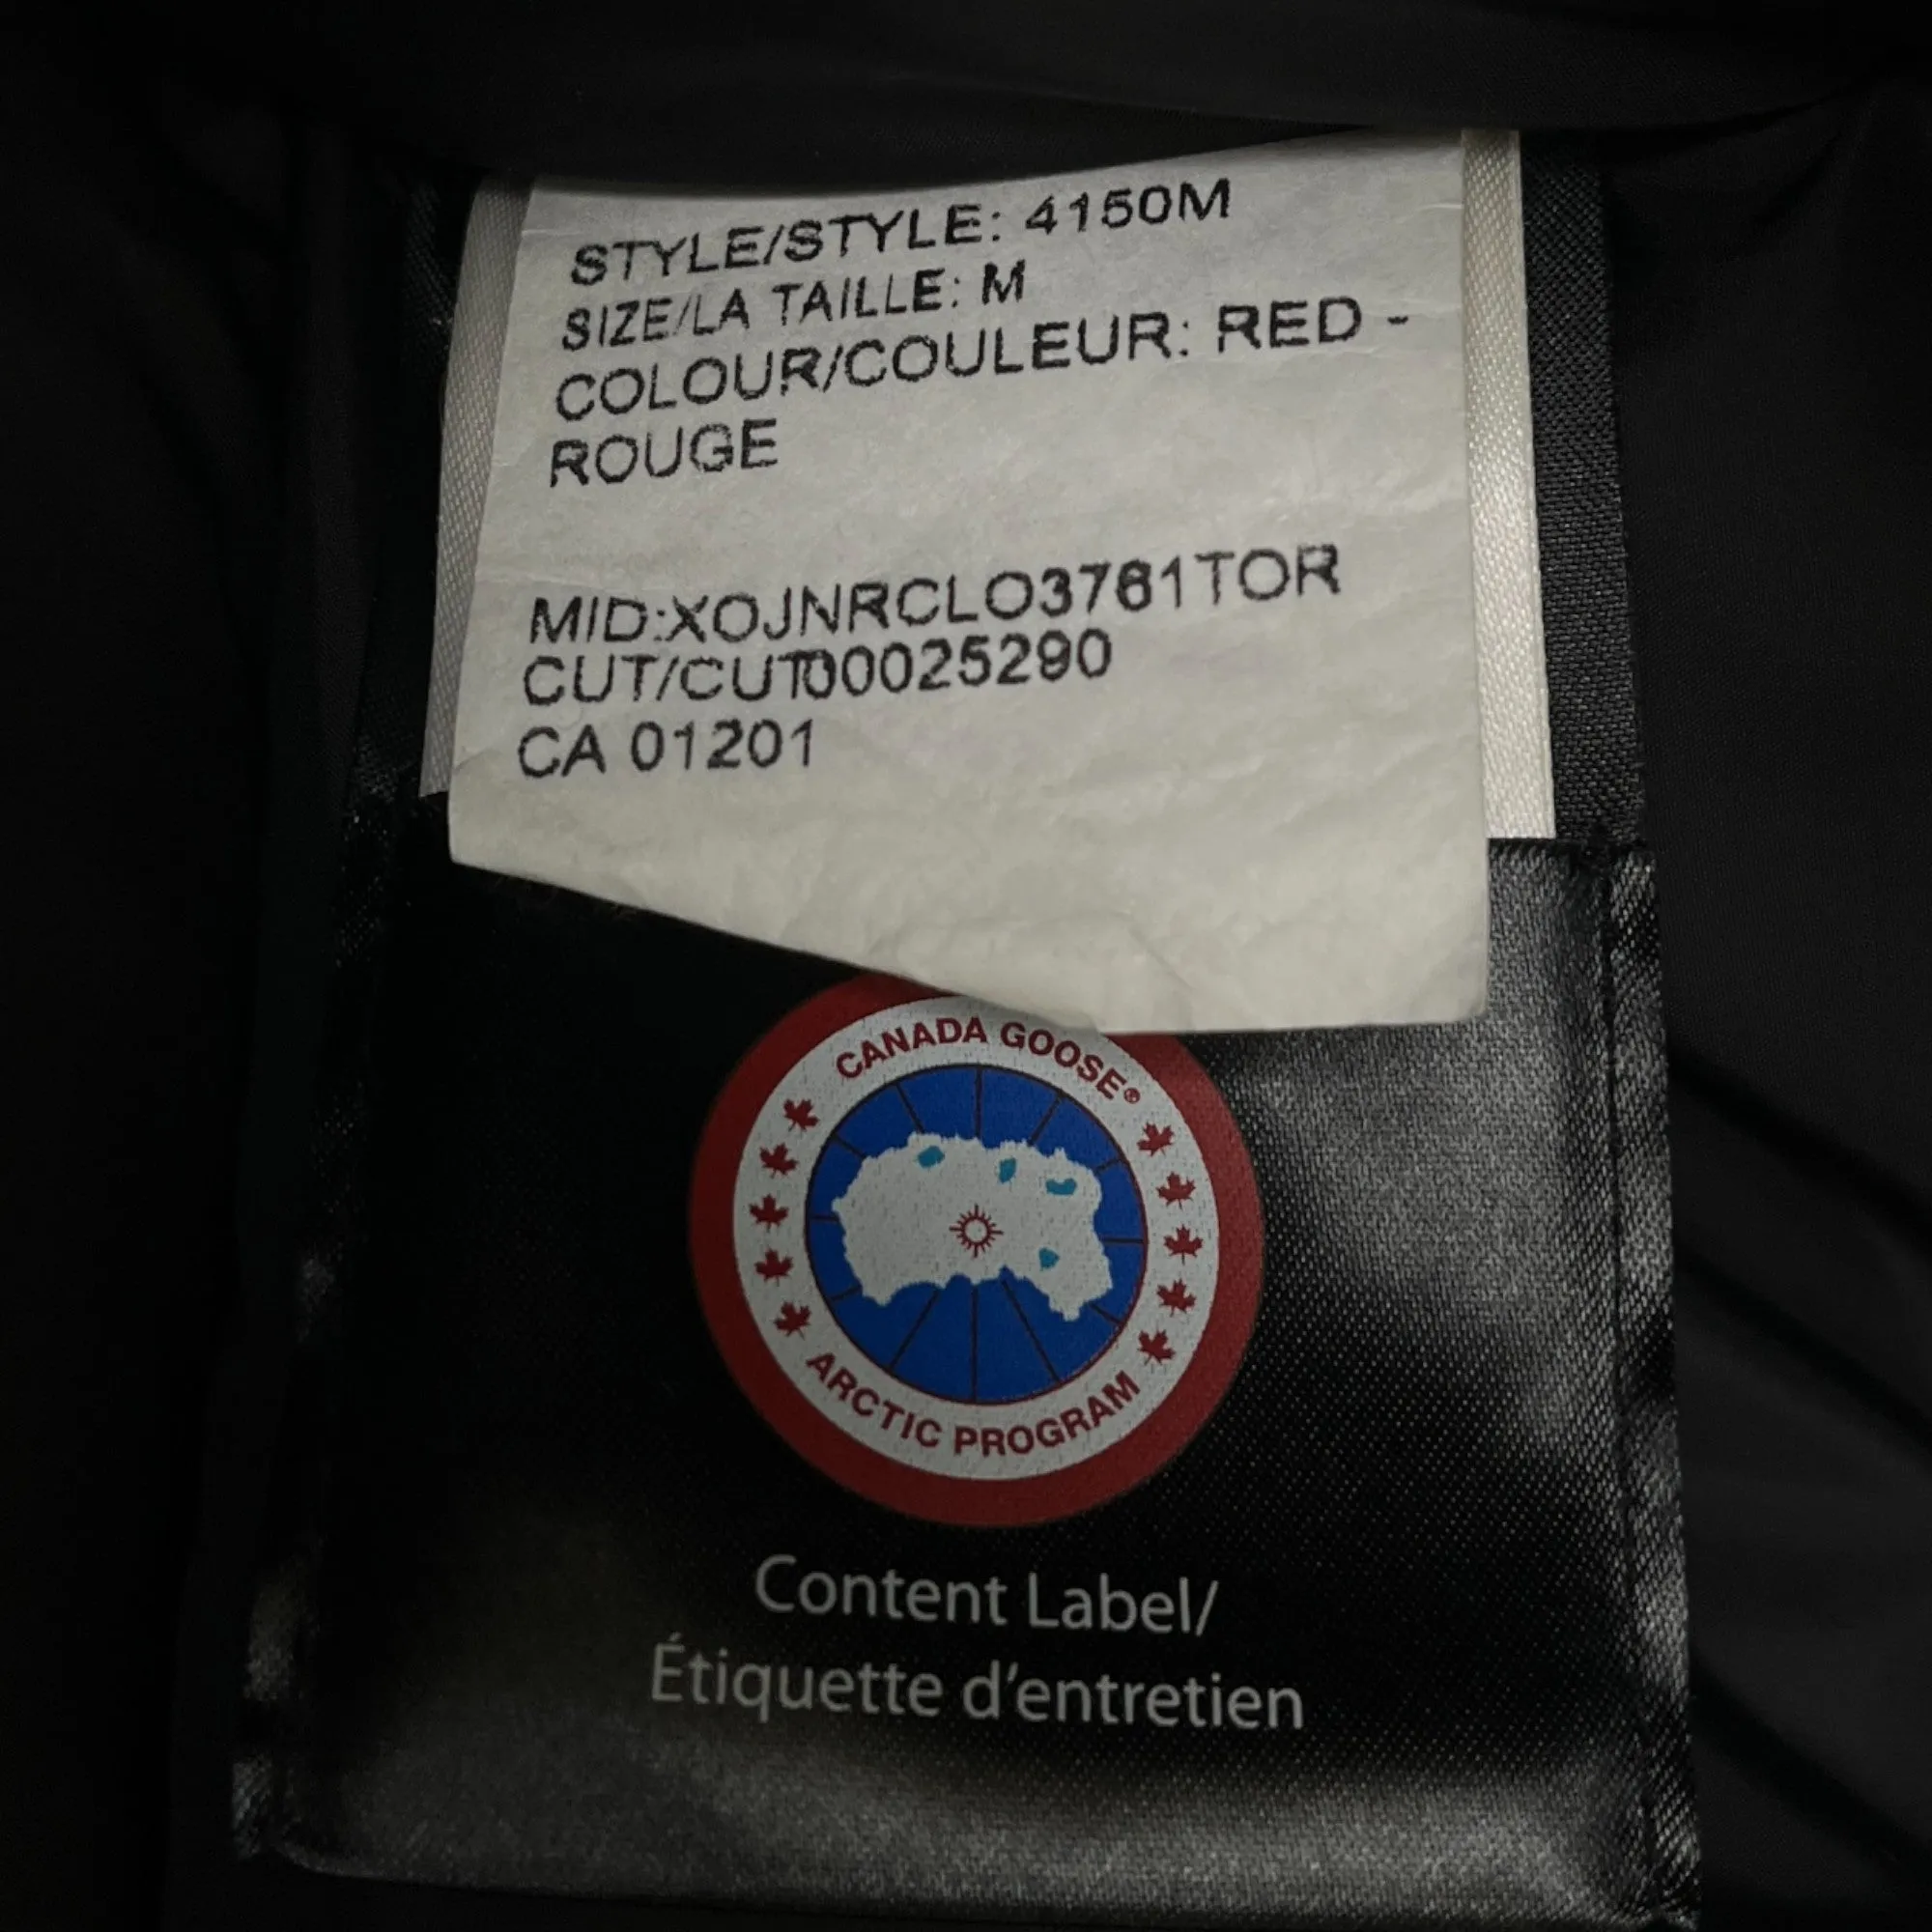 STYLE/STYLE: 4150M
SIZE/LA TAILLE: M
COLOUR/COULEUR: RED -
ROUGE
MID:XOJNRCLO3761TOR
CUT/CUT00025290
CA 01201
CANADA GOOSE®
ARCTIC PROGRAM
Content Label/
Étiquette d'entretien